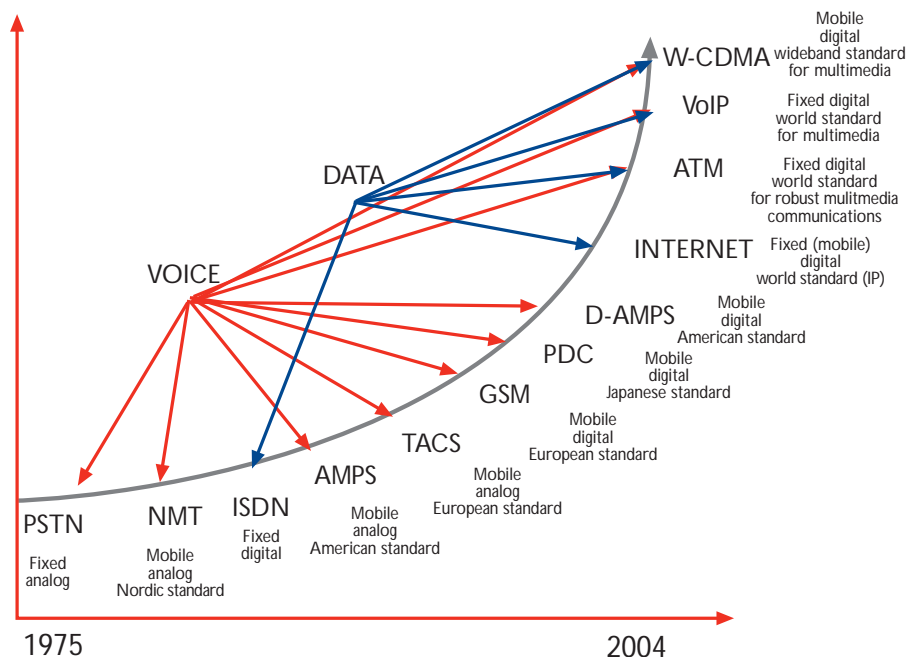 Mobile
digital
wideband standard
for multimedia
W-CDMA
VoIP
Fixed digital
world standard
for multimedia
DATA
ATM
Fixed digital
world standard
for robust mulitmedia
communications
VOICE
INTERNET
Fixed (mobile)
digital
world standard (IP)
D-AMPS
Mobile
digital
American standard
PDC
Mobile
digital
Japanese standard
GSM
Mobile
digital
European standard
TACS
Mobile
analog
European standard
AMPS
Mobile
analog
American standard
ISDN
Fixed
digital
NMT
Mobile
analog
Nordic standard
PSTN
Fixed
analog
1975
2004